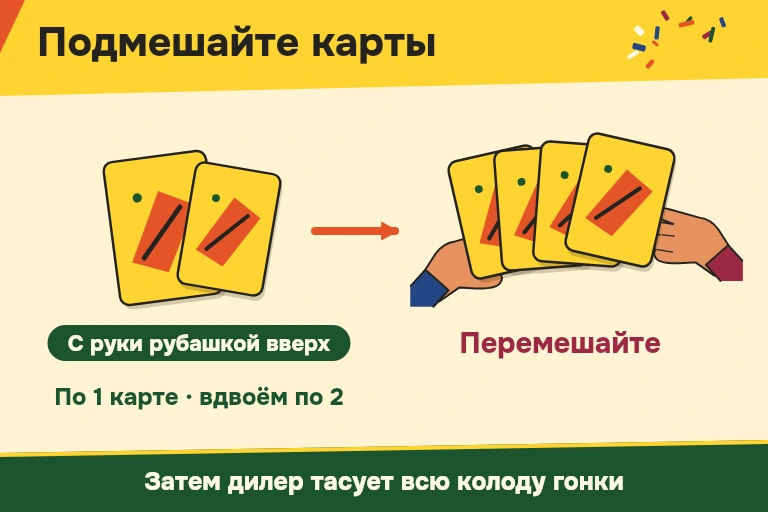 Подмешайте карты
С руки рубашкой вверх
Перемешайте
По 1 карте · вдвоём по 2
Затем дилер тасует всю колоду гонки